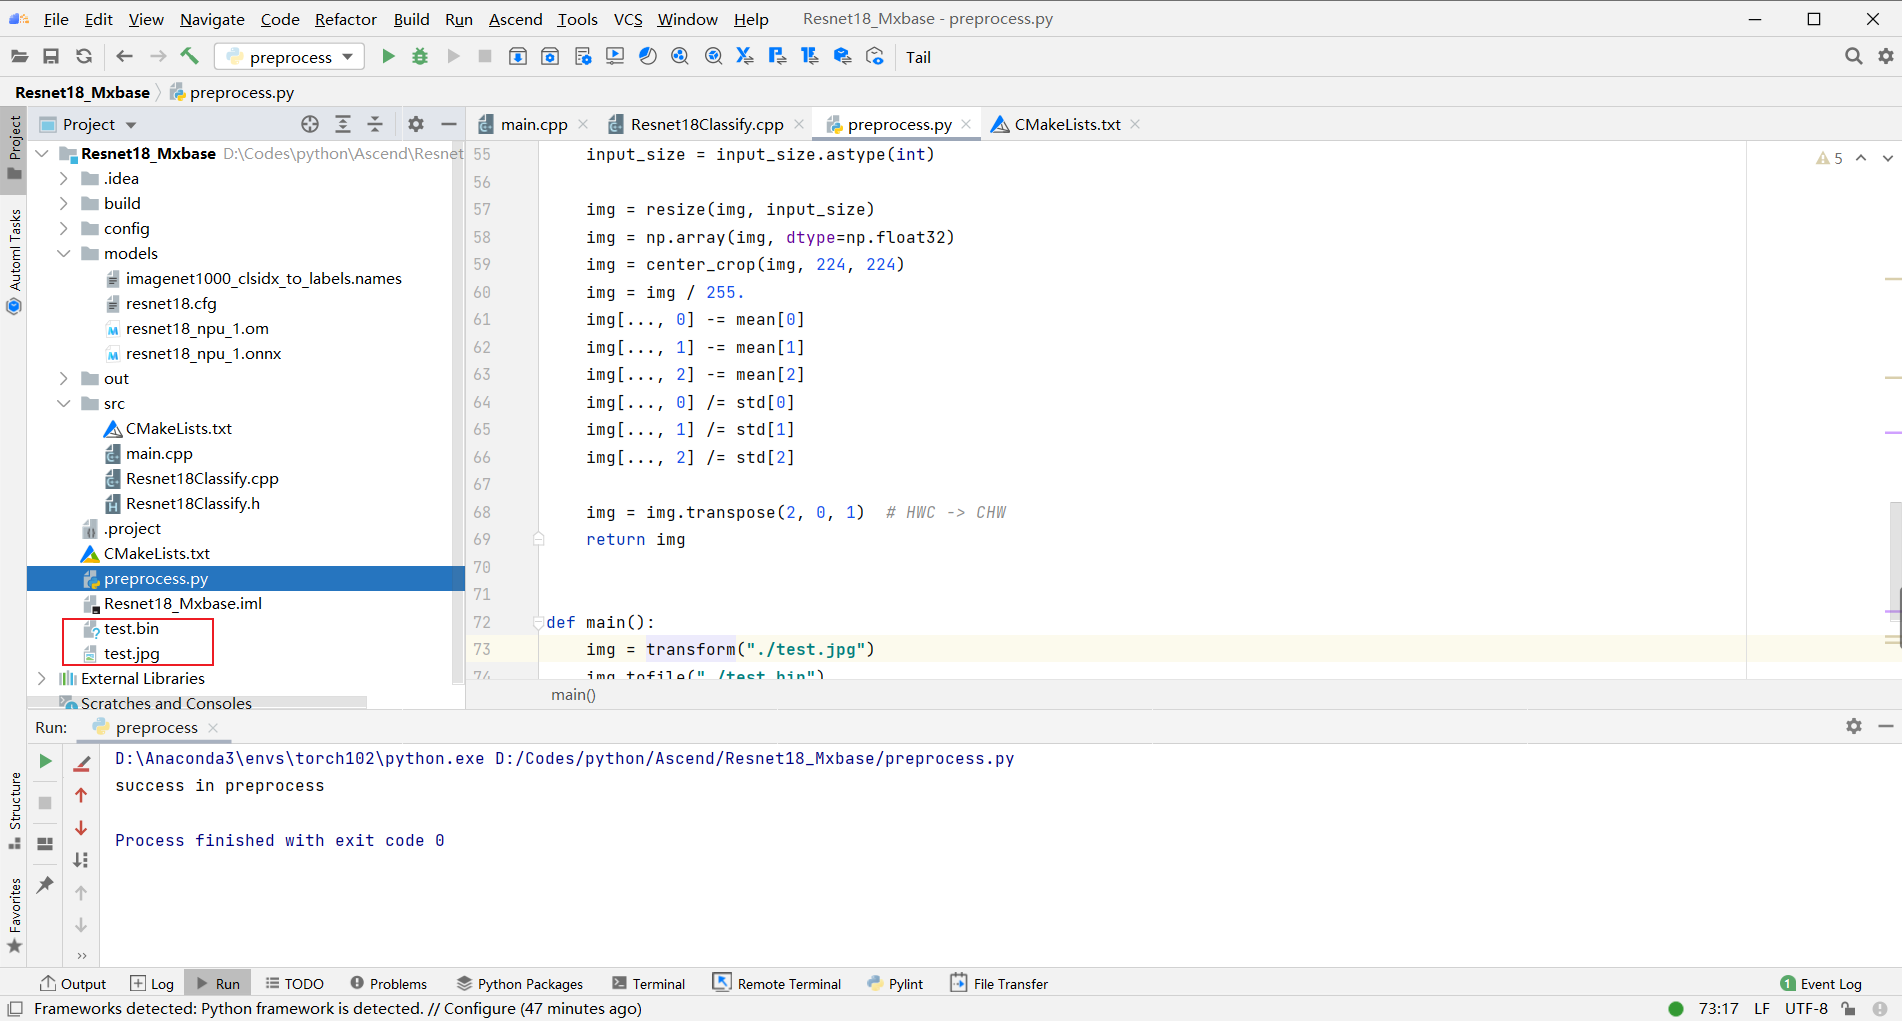 File Edit View Navigate Code Refactor Build Run Ascend Tools VCS Window Help Resnet18_Mxbase - preprocess.py
preprocess Tail
Resnet18_Mxbase preprocess.py
Project
Project
main.cpp Resnet18Classify.cpp preprocess.py CMakeLists.txt
Resnet18_Mxbase D:\Codes\python\Ascend\Resnet
.idea
build
config
models
imagenet1000_clsidx_to_labels.names
resnet18.cfg
resnet18_npu_1.om
resnet18_npu_1.onnx
out
src
CMakeLists.txt
main.cpp
Resnet18Classify.cpp
Resnet18Classify.h
.project
CMakeLists.txt
preprocess.py
Resnet18_Mxbase.iml
test.bin
test.jpg
External Libraries
Scratches and Consoles
Automl Tasks
Structure
Favorites
5
55 input_size = input_size.astype(int)
56
57 img = resize(img, input_size)
58 img = np.array(img, dtype=np.float32)
59 img = center_crop(img, 224, 224)
60 img = img / 255.
61 img[..., 0] -= mean[0]
62 img[..., 1] -= mean[1]
63 img[..., 2] -= mean[2]
64 img[..., 0] /= std[0]
65 img[..., 1] /= std[1]
66 img[..., 2] /= std[2]
67
68 img = img.transpose(2, 0, 1)  # HWC -> CHW
69 return img
70
71
72 def main():
73 img = transform("./test.jpg")
74 img.tofile("./test.bin")
main()
Run: preprocess
D:\Anaconda3\envs\torch102\python.exe D:/Codes/python/Ascend/Resnet18_Mxbase/preprocess.py
success in preprocess
Process finished with exit code 0
Output Log Run TODO Problems Python Packages Terminal Remote Terminal Pylint File Transfer 1 Event Log
Frameworks detected: Python framework is detected. // Configure (47 minutes ago) 73:17 LF UTF-8